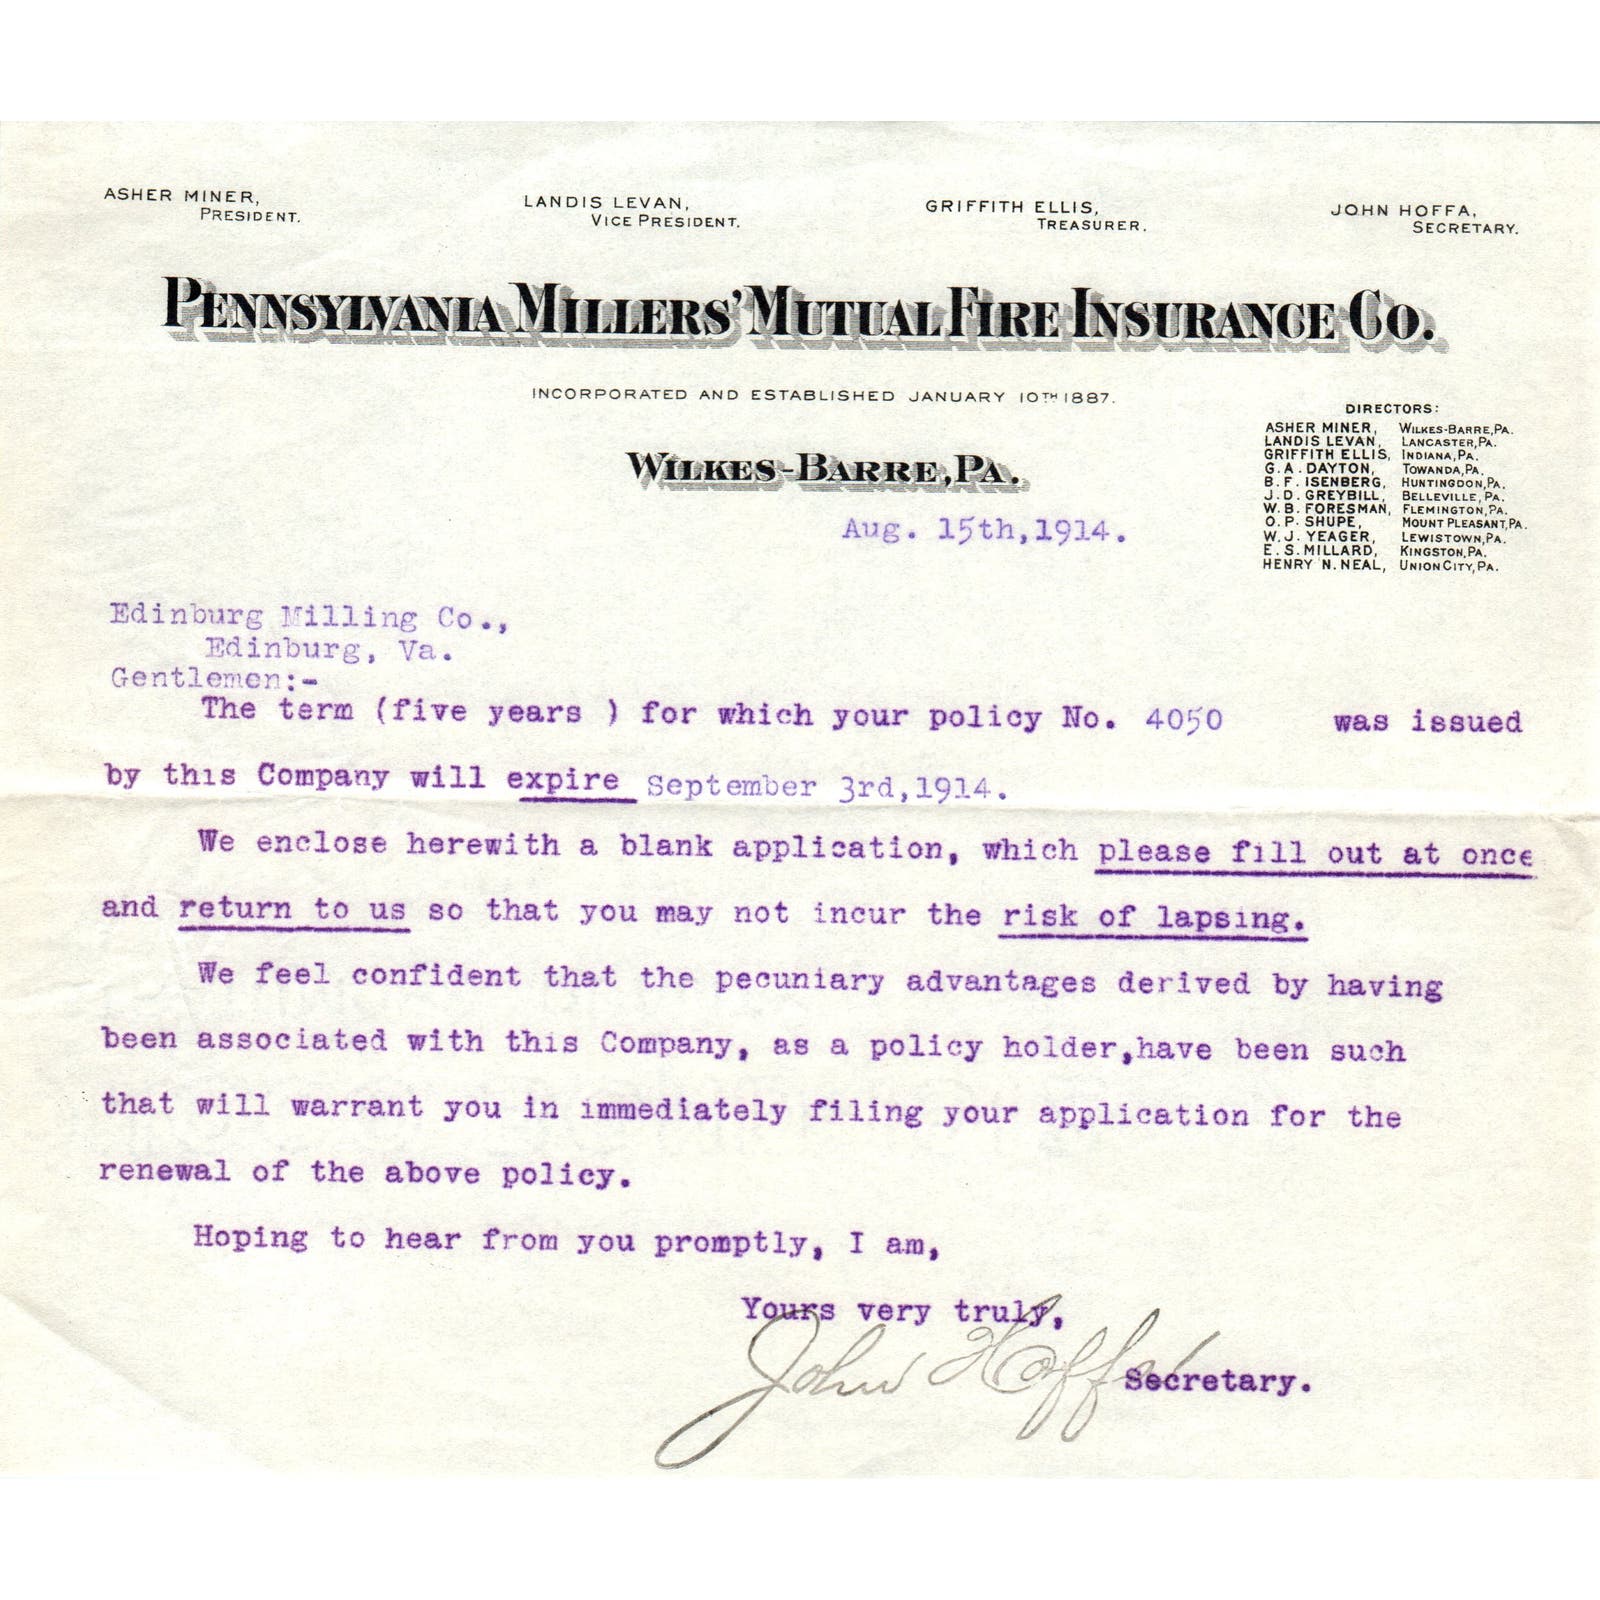 ASHER MINER, LANDIS LEVAN, GRIFFITH ELLIS, JOHN HOFFA,
PRESIDENT. VICE PRESIDENT. TREASURER. SECRETARY.
PENNSYLVANIA MILLERS' MUTUAL FIRE INSURANCE CO.
INCORPORATED AND ESTABLISHED JANUARY 10TH 1887.
WILKES-BARRE, PA.
DIRECTORS:
ASHER MINER, WILKES-BARRE, PA.
LANDIS LEVAN, LANCASTER, PA.
GRIFFITH ELLIS, INDIANA, PA.
G. A. DAYTON, TOWANDA, PA.
B. F. ISENBERG, HUNTINGDON, PA.
J. D. GREYBILL, BELLEVILLE, PA.
W. B. FORESMAN, FLEMINGTON, PA.
O. P. SHUPE, MOUNT PLEASANT, PA.
W. J. YEAGER, LEWISTOWN, PA.
E. S. MILLARD, KINGSTON, PA.
HENRY N. NEAL, UNION CITY, PA.
Aug. 15th, 1914.
Edinburg Milling Co.,
Edinburg, Va.
Gentlemen:-
The term (five years ) for which your policy No. 4050 was issued
by this Company will expire September 3rd, 1914.
We enclose herewith a blank application, which please fill out at once
and return to us so that you may not incur the risk of lapsing.
We feel confident that the pecuniary advantages derived by having
been associated with this Company, as a policy holder, have been such
that will warrant you in immediately filing your application for the
renewal of the above policy.
Hoping to hear from you promptly, I am,
Yours very truly,
John Hoffa Secretary.